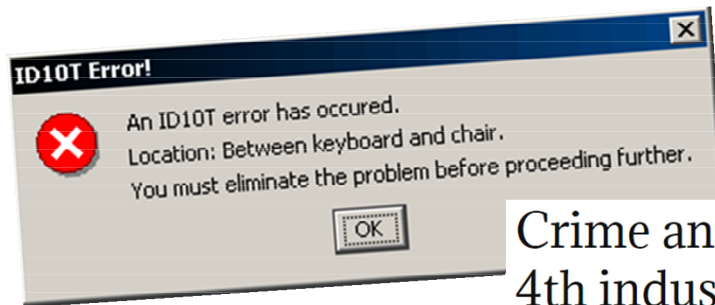 ID10T Error!
An ID10T error has occured.
Location: Between keyboard and chair.
You must eliminate the problem before proceeding further.
OK
Crime an
4th indus